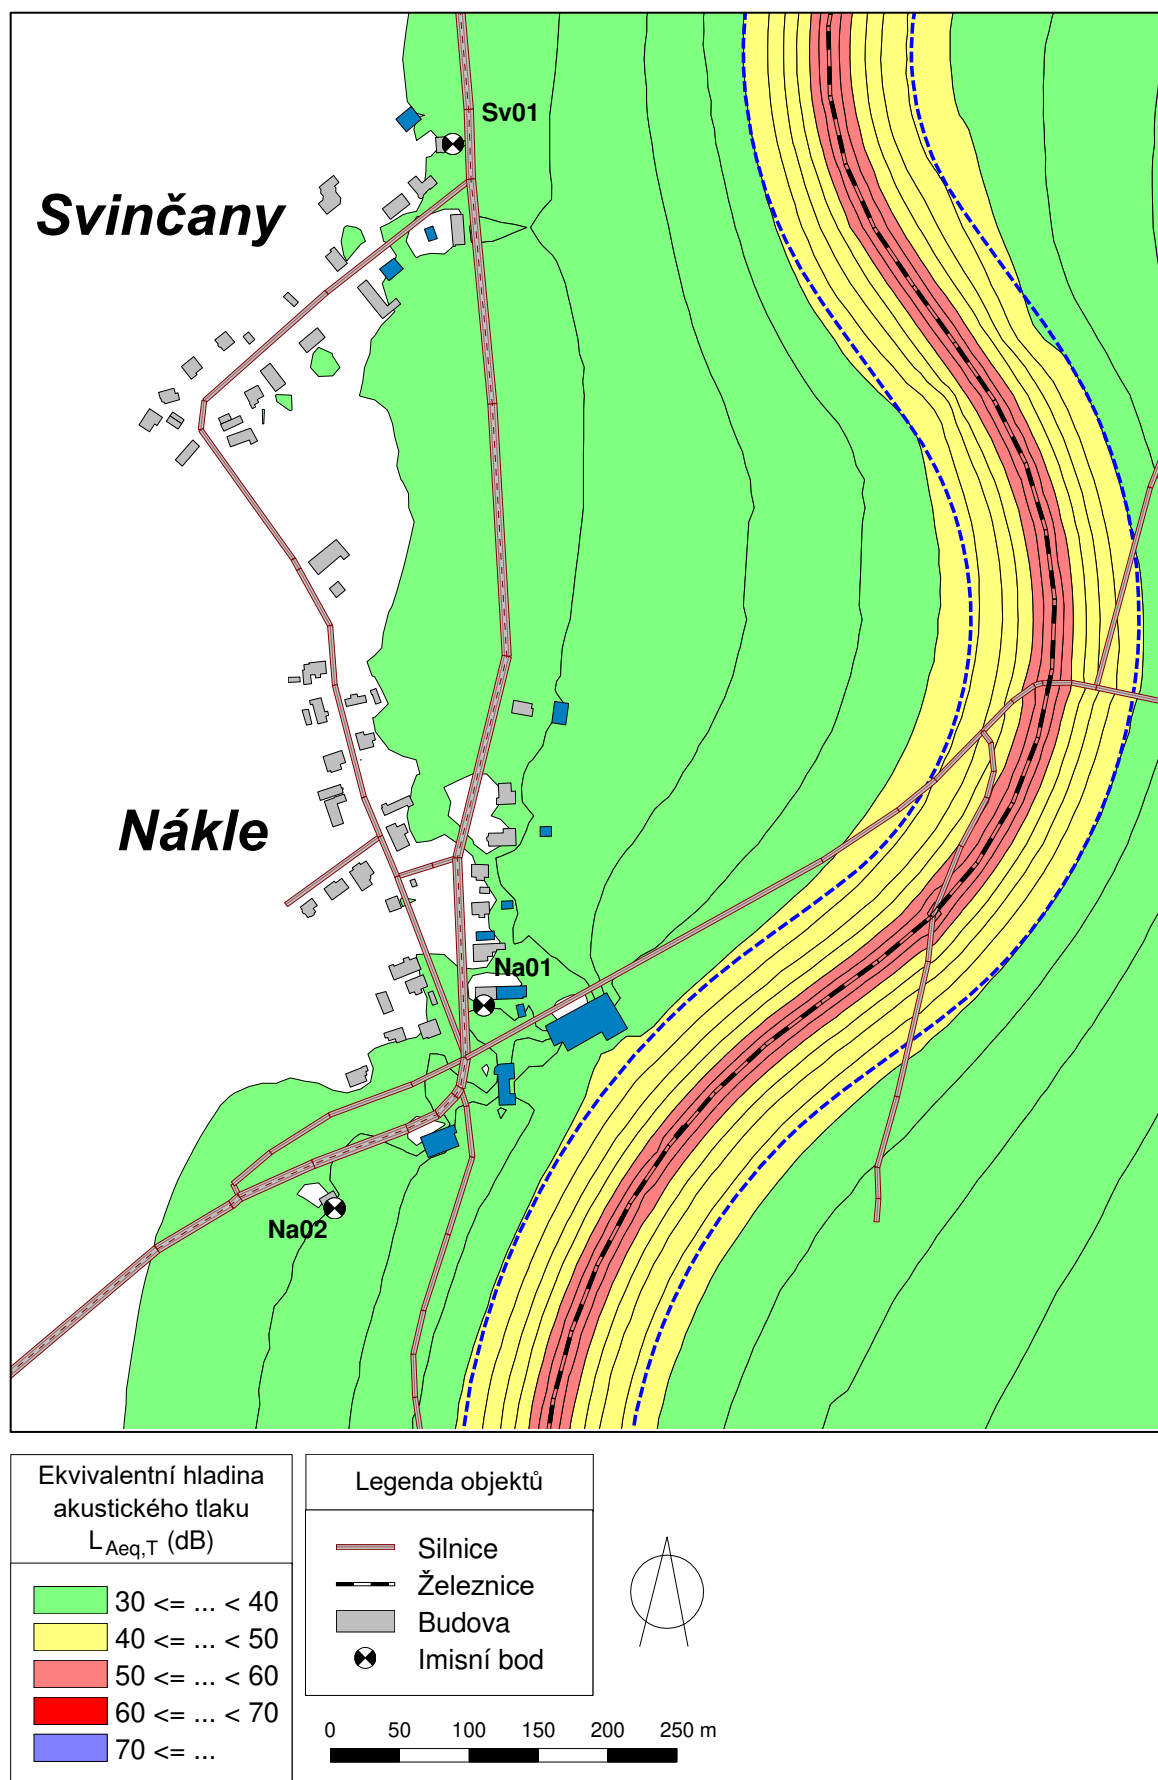 Sv01
Svinčany
Nákle
Na01
Na02
Ekvivalentní hladina
akustického tlaku
L Aeq,T (dB)
30 <= ... < 40
40 <= ... < 50
50 <= ... < 60
60 <= ... < 70
70 <= ...
Legenda objektů
Silnice
Železnice
Budova
Imisní bod
0 50 100 150 200 250 m